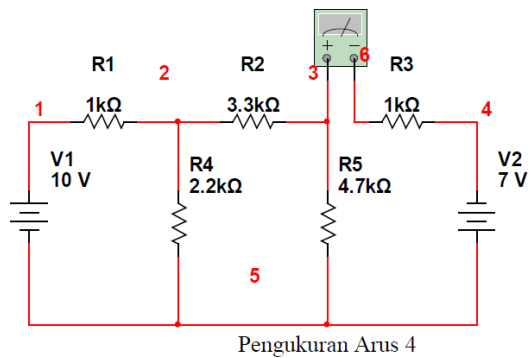 + −
6
R1
2
R2
3
R3
1
1kΩ
3.3kΩ
1kΩ
4
V1
10 V
R4
2.2kΩ
R5
4.7kΩ
V2
7 V
5
Pengukuran Arus 4